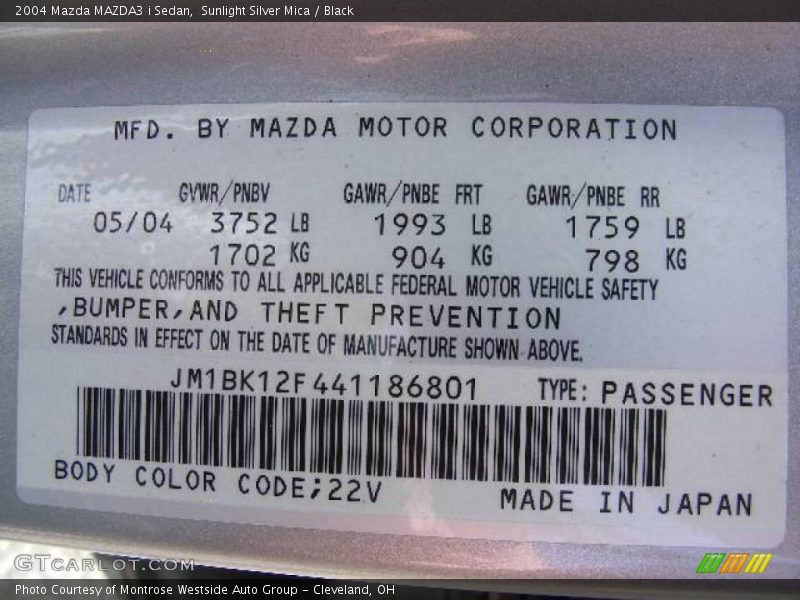 2004 Mazda MAZDA3 i Sedan,  Sunlight Silver Mica / Black
MFD. BY MAZDA MOTOR CORPORATION
DATE GVWR/PNBV GAWR/PNBE FRT GAWR/PNBE RR
05/04 3752 LB 1993 LB 1759 LB
1702 KG 904 KG 798 KG
THIS VEHICLE CONFORMS TO ALL APPLICABLE FEDERAL MOTOR VEHICLE SAFETY
,BUMPER,AND THEFT PREVENTION
STANDARDS IN EFFECT ON THE DATE OF MANUFACTURE SHOWN ABOVE.
JM1BK12F441186801 TYPE: PASSENGER
BODY COLOR CODE;22V MADE IN JAPAN
GTCARLOT.COM
Photo Courtesy of Montrose Westside Auto Group - Cleveland, OH